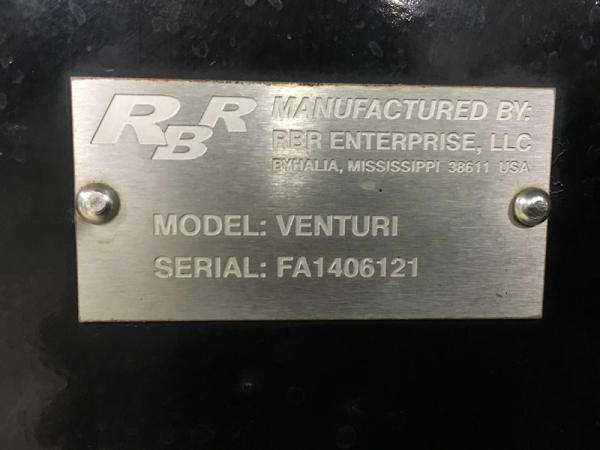 RBR
MANUFACTURED BY:
RBR ENTERPRISE, LLC
BYHALIA, MISSISSIPPI 38611 USA
MODEL: VENTURI
SERIAL: FA1406121